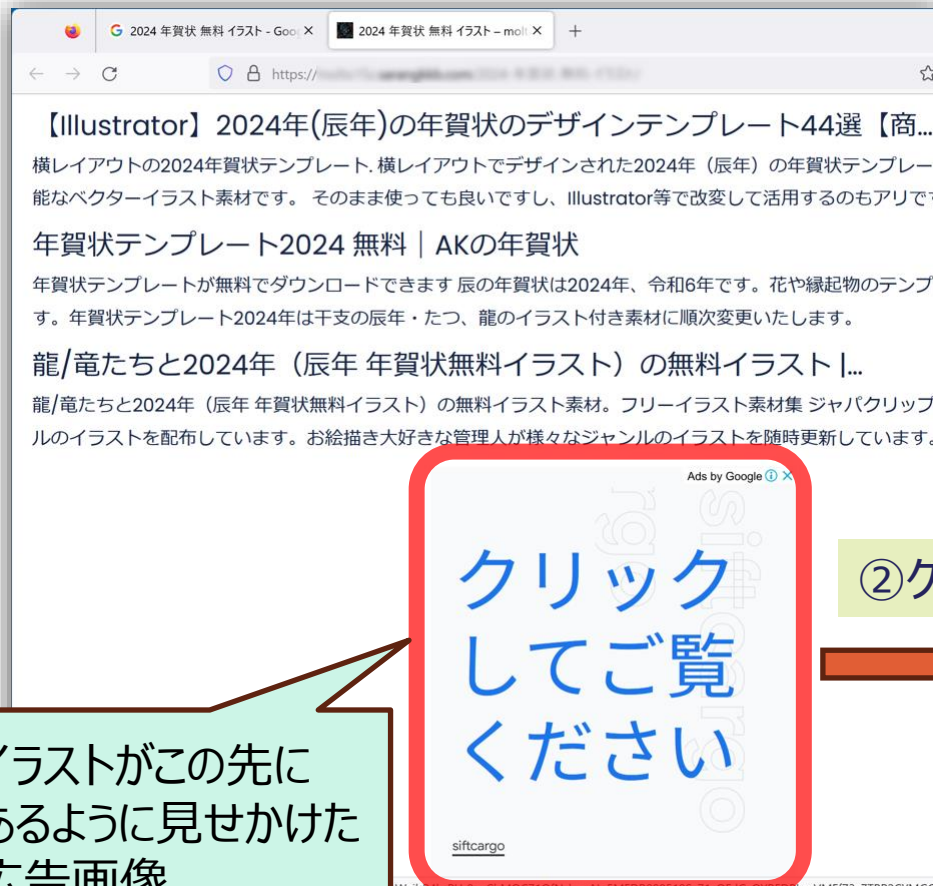 2024 年賀状 無料 イラスト - Goo
2024 年賀状 無料 イラスト – molt
https://
【Illustrator】2024年(辰年)の年賀状のデザインテンプレート44選【商...
横レイアウトの2024年賀状テンプレート. 横レイアウトでデザインされた2024年（辰年）の年賀状テンプレー
能なベクターイラスト素材です。 そのまま使っても良いですし、Illustrator等で改変して活用するのもアリで
年賀状テンプレート2024 無料｜AKの年賀状
年賀状テンプレートが無料でダウンロードできます 辰の年賀状は2024年、令和6年です。花や縁起物のテンプ
す。年賀状テンプレート2024年は干支の辰年・たつ、龍のイラスト付き素材に順次変更いたします。
龍/竜たちと2024年（辰年 年賀状無料イラスト）の無料イラスト |...
龍/竜たちと2024年（辰年 年賀状無料イラスト）の無料イラスト素材。フリーイラスト素材集 ジャパクリップ
ルのイラストを配布しています。お絵描き大好きな管理人が様々なジャンルのイラストを随時更新しています。
Ads by Google
siftcargo
クリック
してご覧
ください
siftcargo
②ク
イラストがこの先に
あるように見せかけた
広告画像